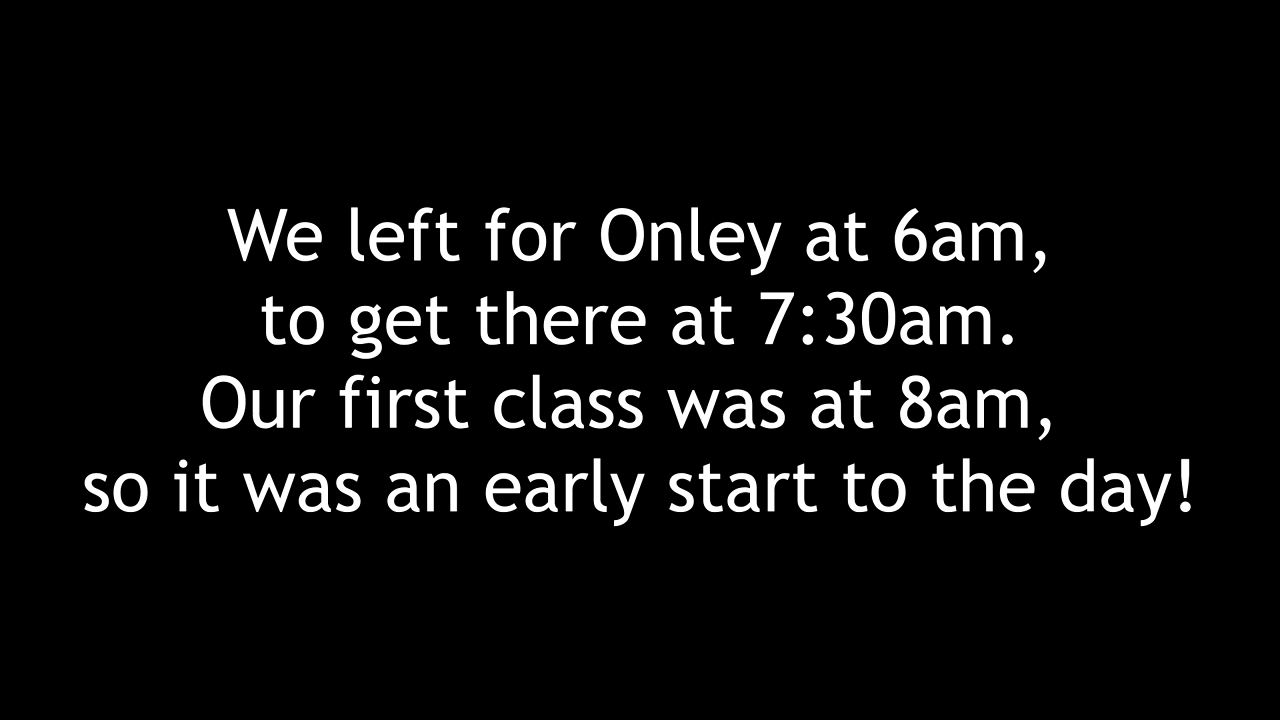 We left for Onley at 6am,
to get there at 7:30am.
Our first class was at 8am,
so it was an early start to the day!